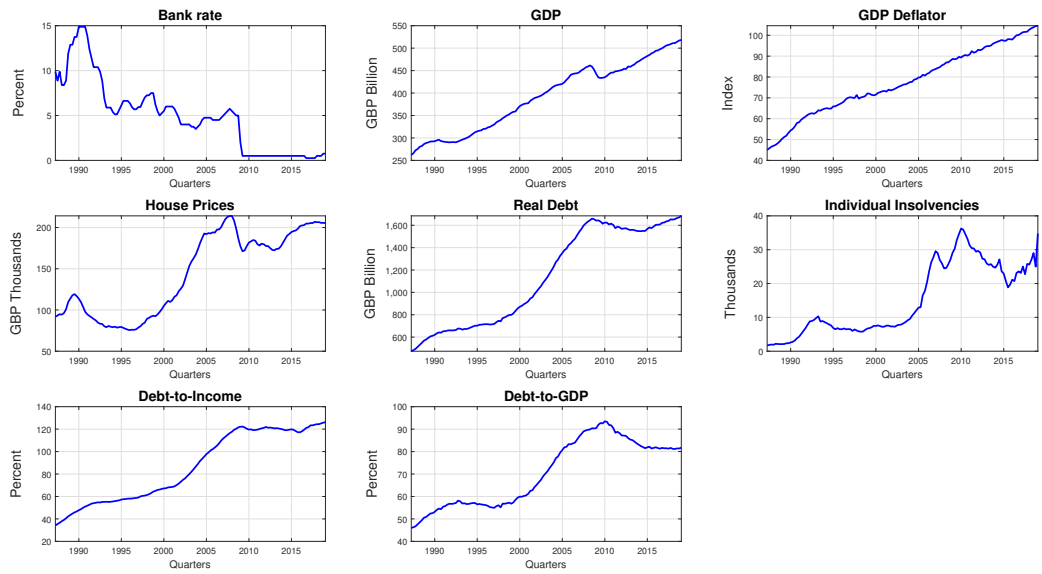 Bank rate
15
10
5
0
Percent
1990 1995 2000 2005 2010 2015
Quarters
GDP
550
500
450
400
350
300
250
GBP Billion
1990 1995 2000 2005 2010 2015
Quarters
GDP Deflator
100
90
80
70
60
50
40
Index
1990 1995 2000 2005 2010 2015
Quarters
House Prices
200
150
100
50
GBP Thousands
1990 1995 2000 2005 2010 2015
Quarters
Real Debt
1,600
1,400
1,200
1,000
800
600
GBP Billion
1990 1995 2000 2005 2010 2015
Quarters
Individual Insolvencies
40
30
20
10
0
Thousands
1990 1995 2000 2005 2010 2015
Quarters
Debt-to-Income
140
120
100
80
60
40
20
Percent
1990 1995 2000 2005 2010 2015
Quarters
Debt-to-GDP
100
90
80
70
60
50
40
Percent
1990 1995 2000 2005 2010 2015
Quarters